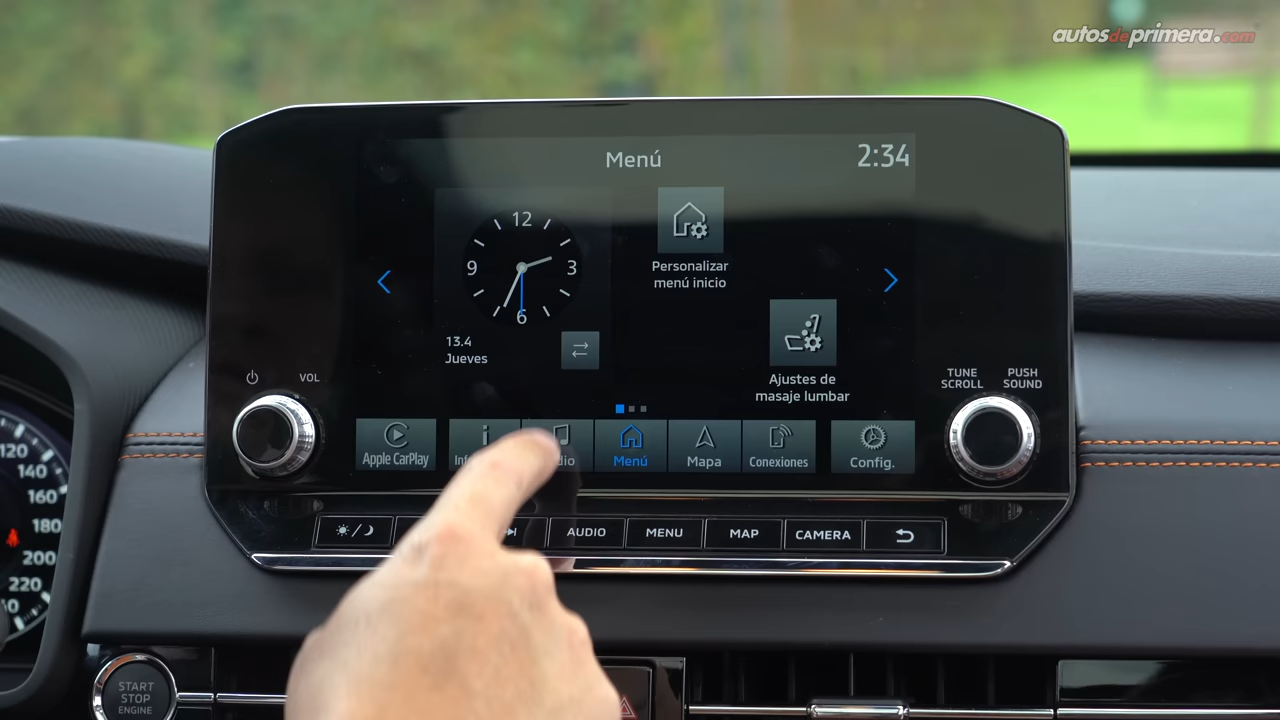 autosdeprimera.com
Menú
2:34
12
9
3
6
13.4
Jueves
Personalizar
menú inicio
Ajustes de
masaje lumbar
VOL
TUNE
SCROLL
PUSH
SOUND
Apple CarPlay
Menú
Mapa
Conexiones
Config.
AUDIO
MENU
MAP
CAMERA
120
140
160
180
200
220
START
STOP
ENGINE